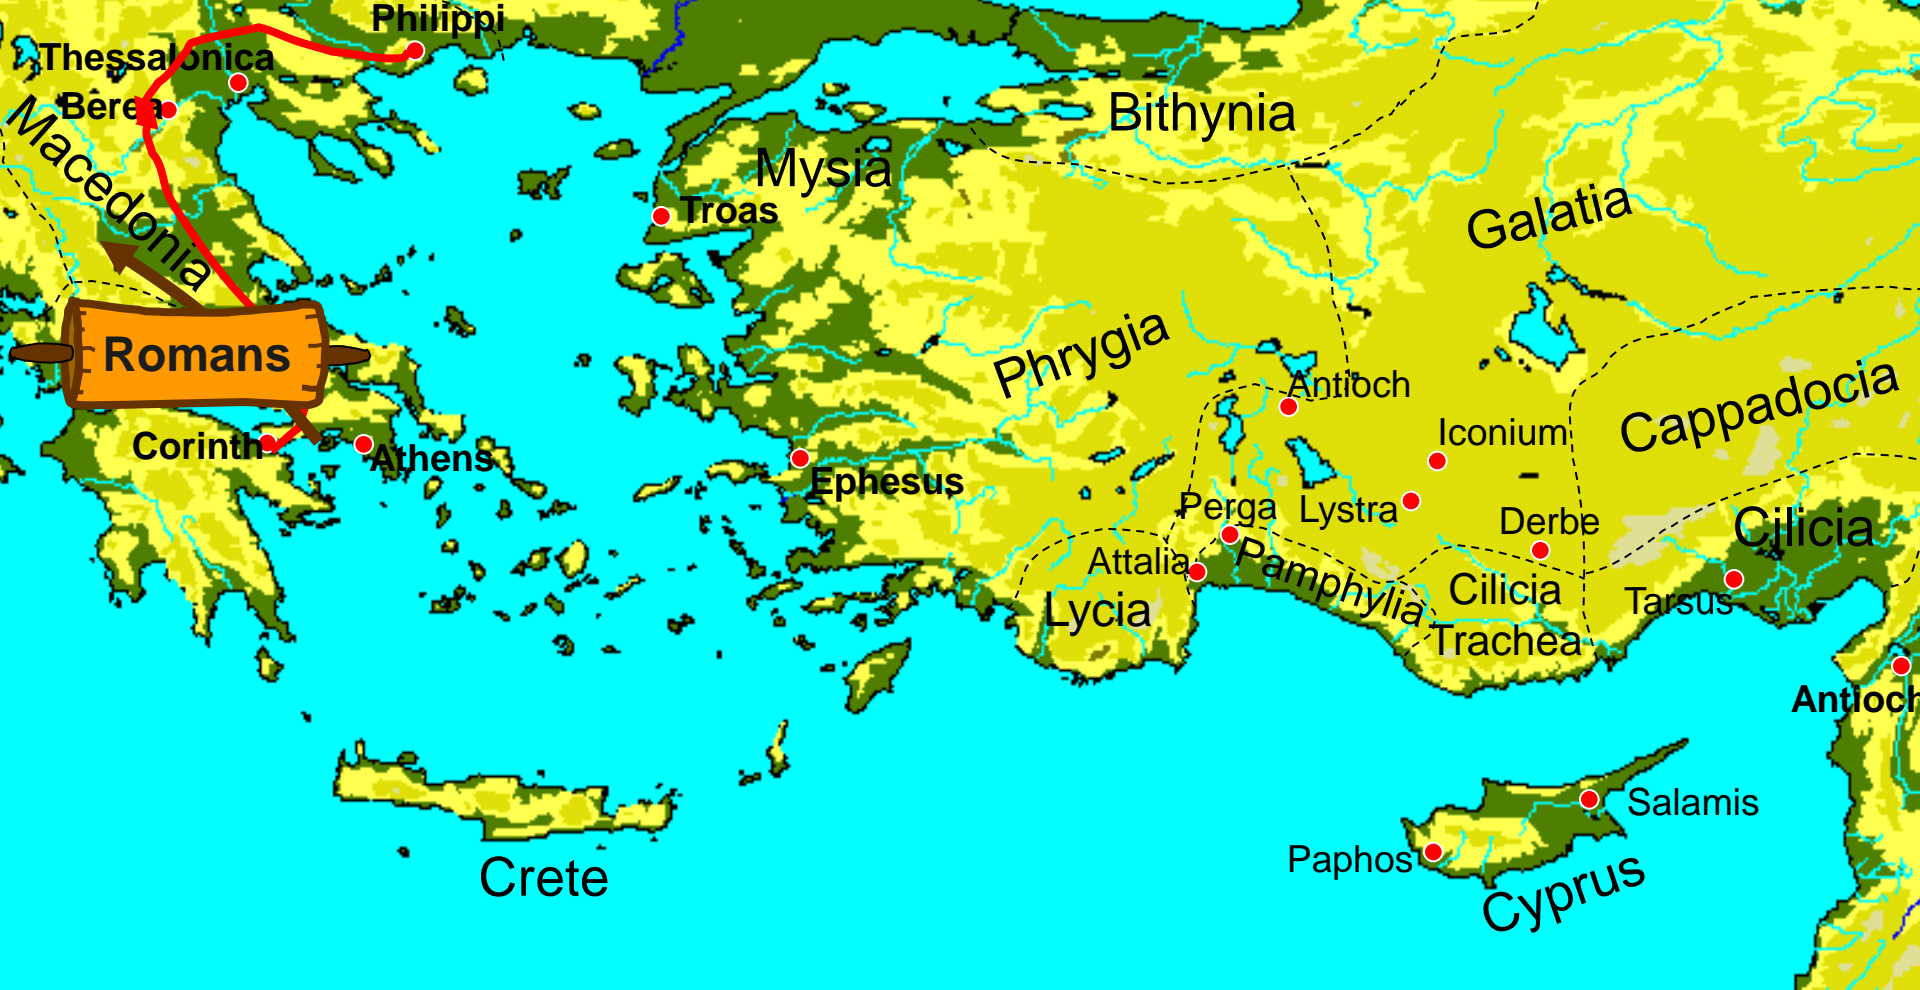 Philippi
Thessalonica
Berea
Macedonia
Bithynia
Mysia
Troas
Galatia
Romans
Phrygia
Antioch
Cappadocia
Iconium
Corinth
Athens
Ephesus
Perga
Lystra
Derbe
Cilicia
Attalia
Pamphylia
Lycia
Cilicia
Trachea
Tarsus
Antioch
Salamis
Paphos
Cyprus
Crete